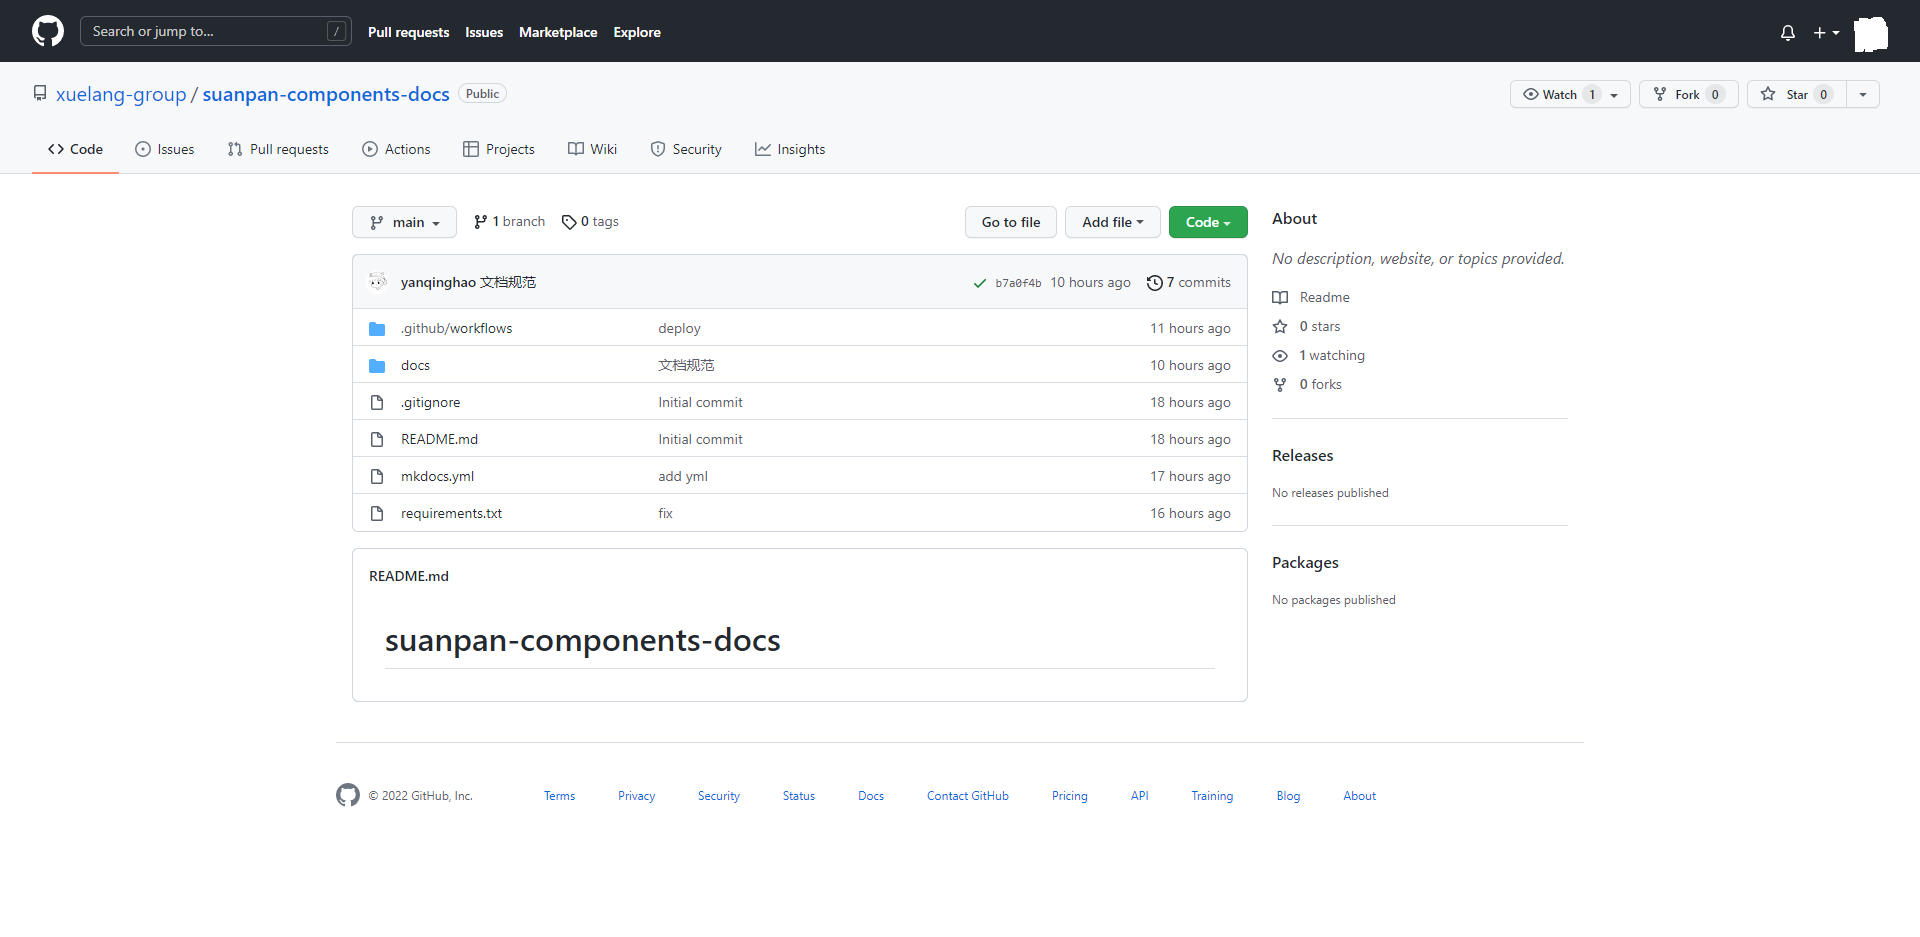 Search or jump to... /
Pull requests Issues Marketplace Explore
xuelang-group / suanpan-components-docs Public
Watch 1 Fork 0 Star 0
Code Issues Pull requests Actions Projects Wiki Security Insights
main 1 branch 0 tags Go to file Add file Code
yanqinghao 文档规范 b7a0f4b 10 hours ago 7 commits
.github/workflows deploy 11 hours ago
docs 文档规范 10 hours ago
.gitignore Initial commit 18 hours ago
README.md Initial commit 18 hours ago
mkdocs.yml add yml 17 hours ago
requirements.txt fix 16 hours ago
README.md
suanpan-components-docs
About
No description, website, or topics provided.
Readme
0 stars
1 watching
0 forks
Releases
No releases published
Packages
No packages published
© 2022 GitHub, Inc. Terms Privacy Security Status Docs Contact GitHub Pricing API Training Blog About